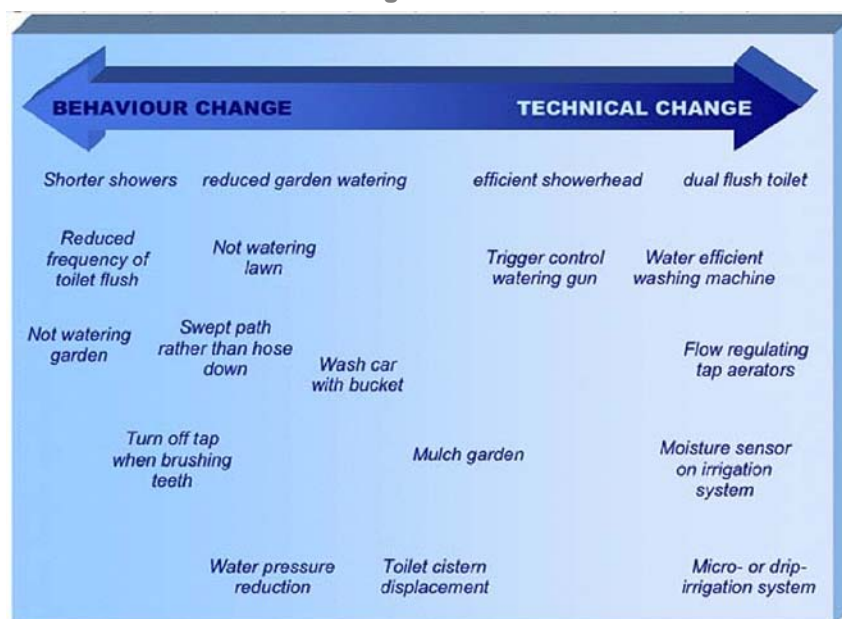 BEHAVIOUR CHANGE TECHNICAL CHANGE
Shorter showers reduced garden watering efficient showerhead dual flush toilet
Reduced
frequency of
toilet flush
Not watering
lawn
Trigger control
watering gun
Water efficient
washing machine
Not watering
garden
Swept path
rather than hose
down
Wash car
with bucket
Flow regulating
tap aerators
Turn off tap
when brushing
teeth
Mulch garden
Moisture sensor
on irrigation
system
Water pressure
reduction
Toilet cistern
displacement
Micro- or drip-
irrigation system